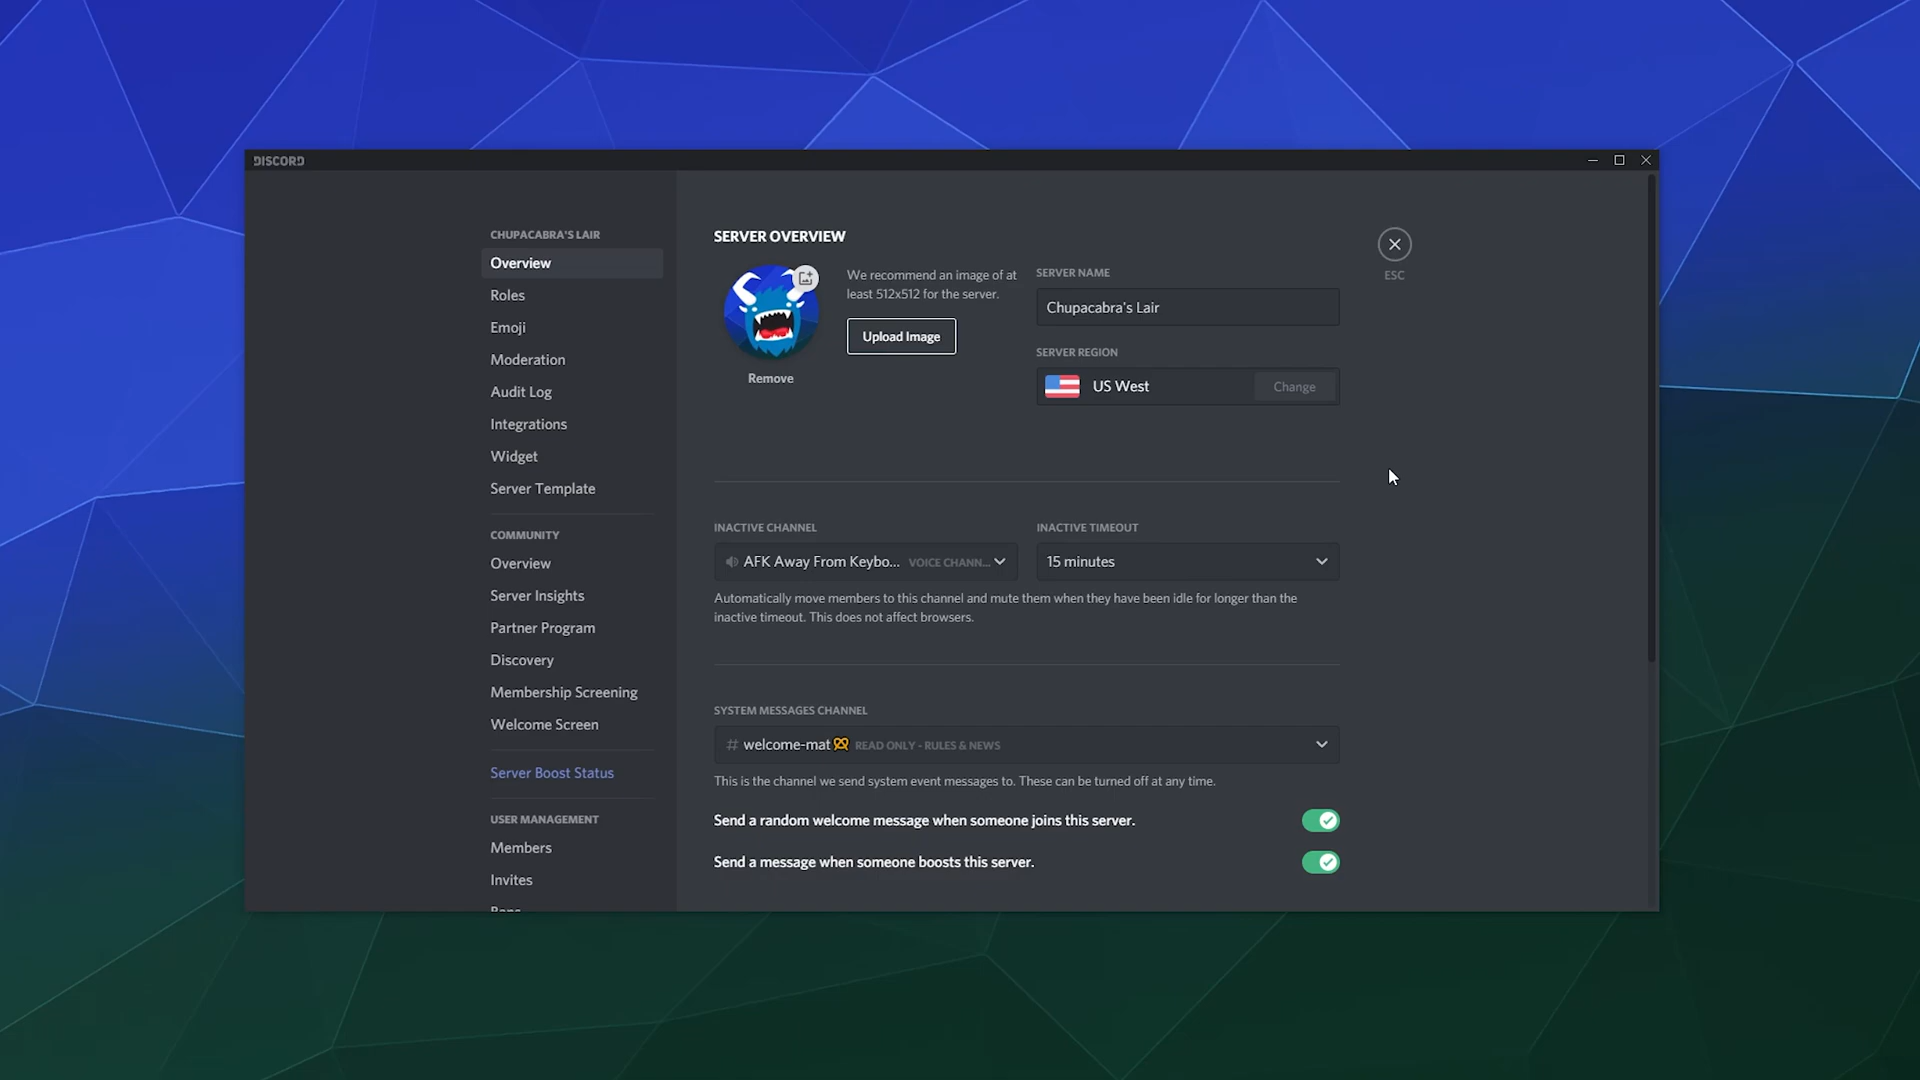 DISCORD
CHUPACABRA'S LAIR
Overview
Roles
Emoji
Moderation
Audit Log
Integrations
Widget
Server Template
COMMUNITY
Overview
Server Insights
Partner Program
Discovery
Membership Screening
Welcome Screen
Server Boost Status
USER MANAGEMENT
Members
Invites
Bans
SERVER OVERVIEW
We recommend an image of at
least 512x512 for the server.
Upload Image
Remove
SERVER NAME
Chupacabra's Lair
SERVER REGION
US West
Change
ESC
INACTIVE CHANNEL
AFK Away From Keybo... VOICE CHANN...
INACTIVE TIMEOUT
15 minutes
Automatically move members to this channel and mute them when they have been idle for longer than the
inactive timeout. This does not affect browsers.
SYSTEM MESSAGES CHANNEL
# welcome-mat🥨 READ ONLY - RULES & NEWS
This is the channel we send system event messages to. These can be turned off at any time.
Send a random welcome message when someone joins this server.
Send a message when someone boosts this server.